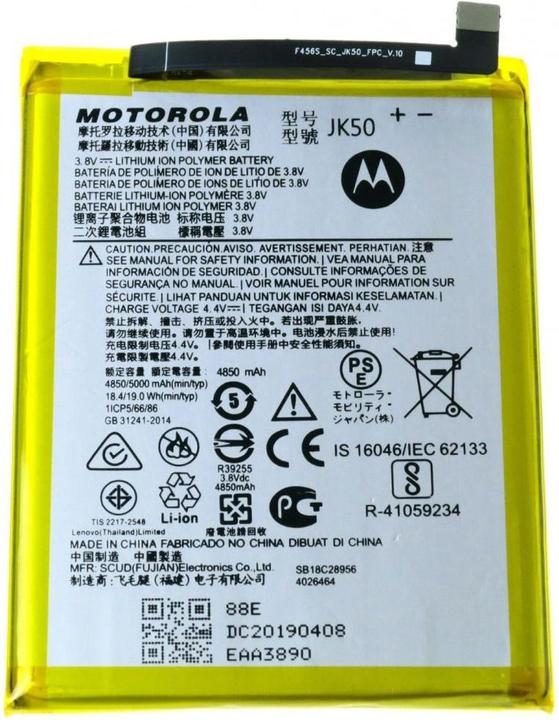 F456S_SC_JK50_FPC_V.10
MOTOROLA 型号 JK50 + −
摩托罗拉移动技术(中国)有限公司 型號
摩托羅拉移動技術(中國)有限公司
3.8V⎓ LITHIUM ION POLYMER BATTERY
BATERÍA DE POLÍMERO DE ION DE LITIO DE 3.8V
BATERIA DE POLÍMERO DE IONS DE LÍTIO DE 3.8V
BATTERIE LITHIUM-ION POLYMÈRE 3.8V
BATERAI LITHIUM ION POLYMER 3.8V
锂离子聚合物电池 标称电压 3.8V
二次鋰電池組 標稱電壓 3.8V
CAUTION.PRECAUCIÓN.AVISO. AVERTISSEMENT. PERHATIAN. 注意
SEE MANUAL FOR SAFETY INFORMATION. |VEA MANUAL PARA
INFORMACIÓN DE SEGURIDAD. | CONSULTE INFORMAÇÕES DE
SEGURANÇA NO MANUAL. | VOIR MANUEL POUR INFORMATION SUR
SÉCURITÉ. | LIHAT PANDUAN UNTUK INFORMASI KESELAMATAN. |
CHARGE VOLTAGE 4.4V⎓ | TEGANGAN ISI DAYA4.4V.
禁止拆解、撞击、挤压或投入火中。若出现严重鼓胀,
请勿继续使用。请勿置于高温环境中。电池浸水后禁止使用
充电限制电压4.4V。 |參閱使用手册中安全信息。
充電限製電壓4.4V。
额定容量 額定電容量: 4850 mAh
4850/5000 mAh(min/typ)
18.4/19.0 Wh(min/typ)
1ICP5/66/86
GB 31241-2014
5
PS
E
モトローラ・
モビリティ・
ジャパン(株)
R39255
3.8Vdc
4850mAh
CE
IS 16046/IEC 62133
R-41059234
TIS 2217-2548
Lenovo(Thailand)Limited
Li-ion
廢電池請回收
MADE IN CHINA FABRICADO NO CHINA DIBUAT DI CHINA
中国制造 中國製造
MFR: SCUD(FUJIAN)Electronics Co.,Ltd
制造商:飞毛腿(福建)电子有限公司
SB18C28956
4026464
88E
DC20190408
EAA3890